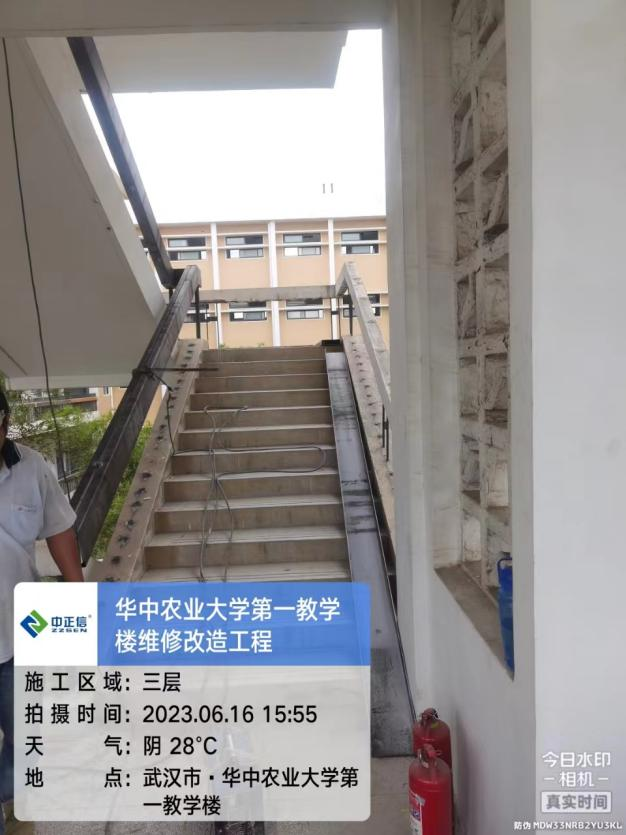 中正信®
ZZSEN
华中农业大学第一教学
楼维修改造工程
施工区域：三层
拍摄时间：2023.06.16 15:55
天气：阴 28°C
地点：武汉市·华中农业大学第
一教学楼
今日水印
相机
真实时间
防伪 MDW33NRB2YU3KL